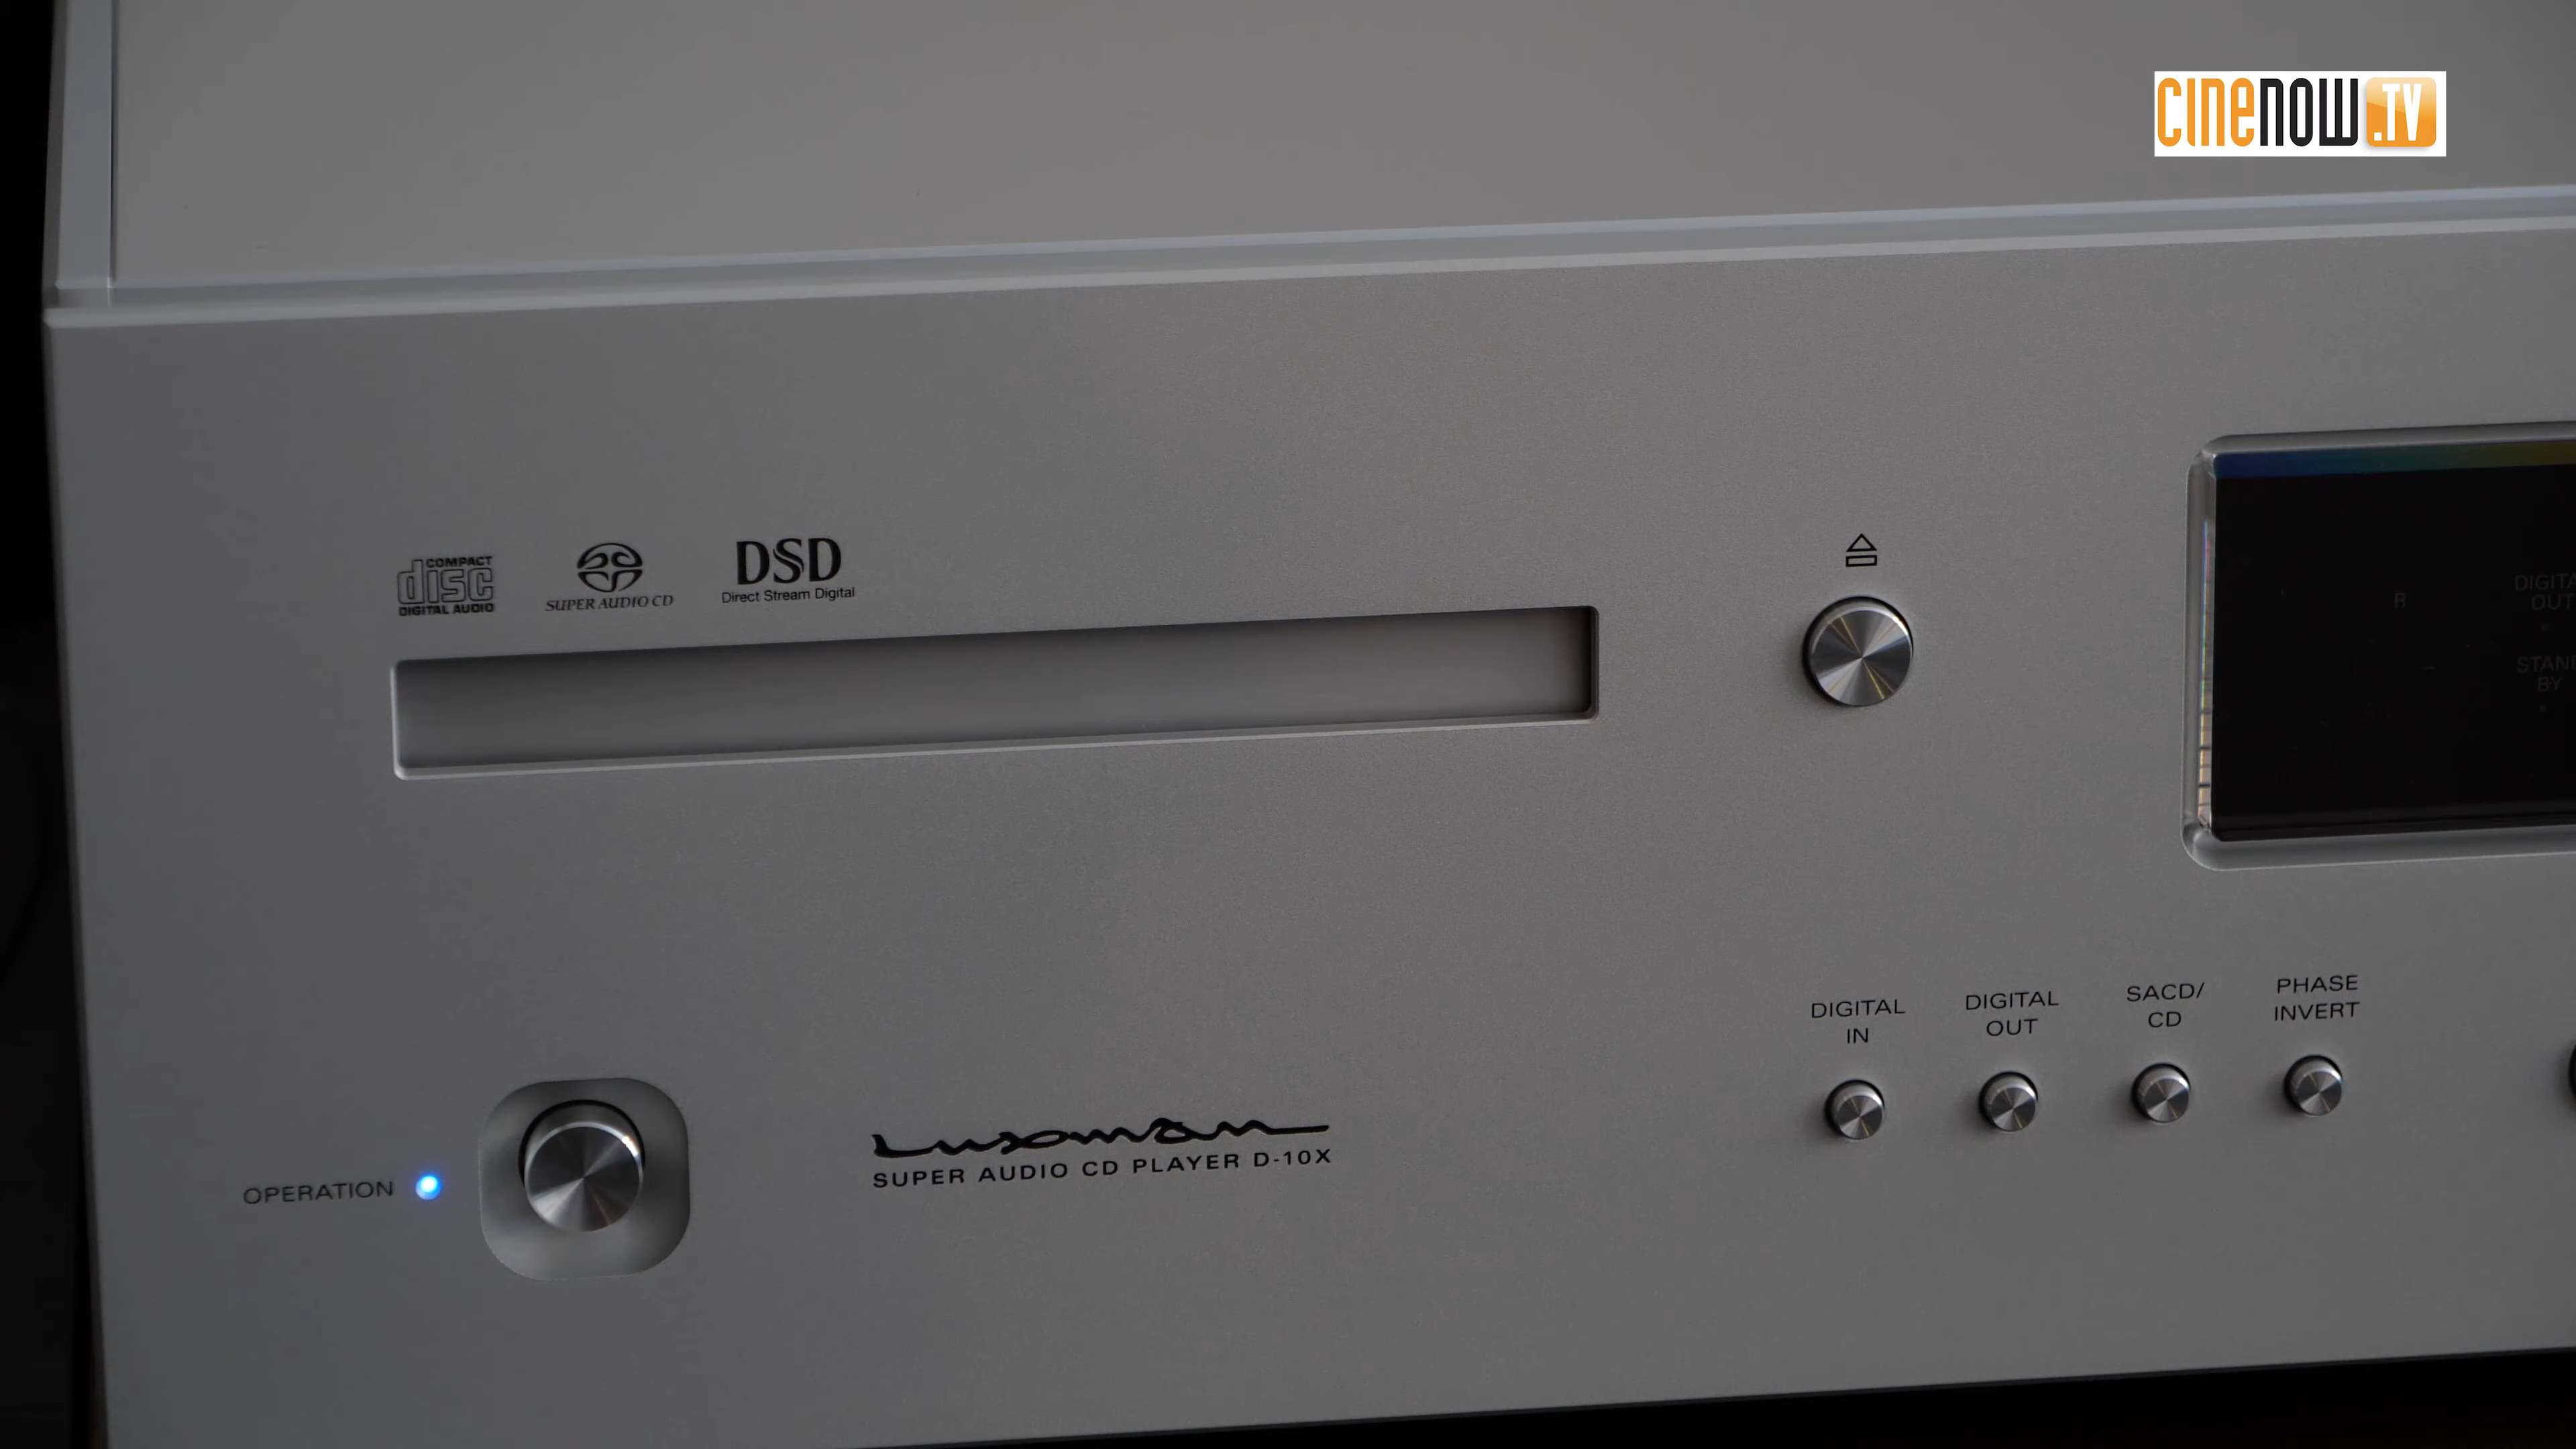 cinenow.TV
COMPACT
disc
DIGITAL AUDIO
SUPER AUDIO CD
DSD
Direct Stream Digital
R
DIGITAL
IN
DIGITAL
OUT
SACD/
CD
PHASE
INVERT
OPERATION
Luxman
SUPER AUDIO CD PLAYER D-10X